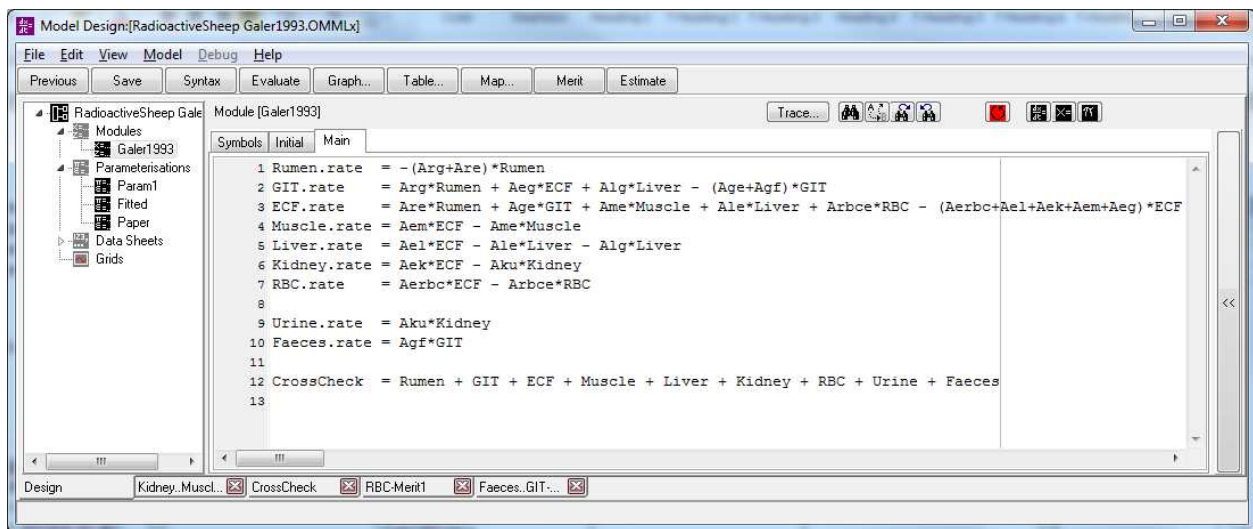 Model Design:[RadioactiveSheep Galer1993.OMMLx]
File Edit View Model Debug Help
Previous Save Syntax Evaluate Graph... Table... Map... Merit Estimate
RadioactiveSheep Gale
Modules
Galer1993
Parameterisations
Param1
Fitted
Paper
Data Sheets
Grids
Module [Galer1993]
Trace...
Symbols Initial Main
1 Rumen.rate = -(Arg+Are)*Rumen
2 GIT.rate = Arg*Rumen + Aeg*ECF + Alg*Liver - (Age+Agf)*GIT
3 ECF.rate = Are*Rumen + Age*GIT + Ame*Muscle + Ale*Liver + Arbce*RBC - (Aerbc+Ael+Aek+Aem+Aeg)*ECF
4 Muscle.rate = Aem*ECF - Ame*Muscle
5 Liver.rate = Ael*ECF - Ale*Liver - Alg*Liver
6 Kidney.rate = Aek*ECF - Aku*Kidney
7 RBC.rate = Aerbc*ECF - Arbce*RBC
8
9 Urine.rate = Aku*Kidney
10 Faeces.rate = Agf*GIT
11
12 CrossCheck = Rumen + GIT + ECF + Muscle + Liver + Kidney + RBC + Urine + Faeces
13
<<
Design Kidney..Muscl... CrossCheck RBC-Merit1 Faeces..GIT-...